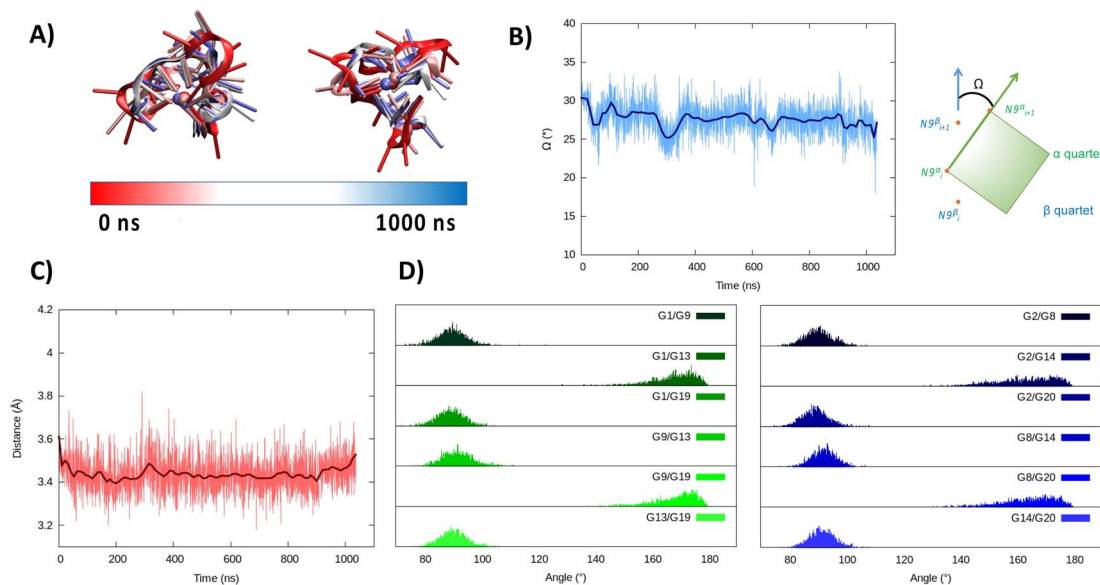 A)
0 ns
1000 ns
B)
40
35
30
25
20
15
10
Ω (°)
0
200
400
600
800
1000
Time (ns)
Ω
N9βi+1
N9αi+1
N9αi
N9βi
α quarte
β quartet
C)
4.2
4
3.8
3.6
3.4
3.2
Distance (Å)
0
200
400
600
800
1000
Time (ns)
D)
G1/G9
G1/G13
G1/G19
G9/G13
G9/G19
G13/G19
80
100
120
140
160
180
Angle (°)
G2/G8
G2/G14
G2/G20
G8/G14
G8/G20
G14/G20
80
100
120
140
160
180
Angle (°)